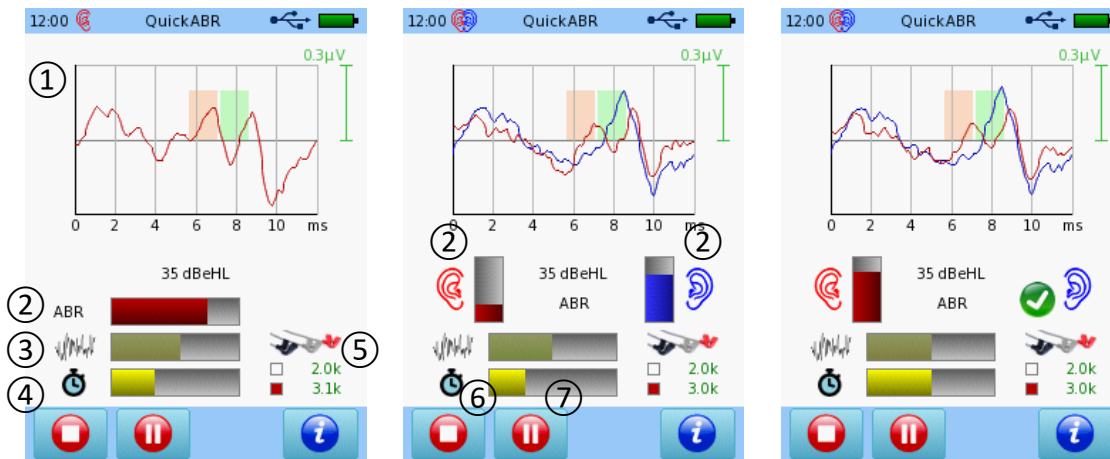 12:00 QuickABR
0.3µV
①
0 2 4 6 8 10 ms
35 dBeHL
② ABR
③ ⑤
2.0k
④ 3.1k
12:00 QuickABR
0.3µV
0 2 4 6 8 10 ms
② ②
35 dBeHL
ABR
2.0k
3.0k
⑥ ⑦
12:00 QuickABR
0.3µV
0 2 4 6 8 10 ms
35 dBeHL
ABR
2.0k
3.0k
i
i
i